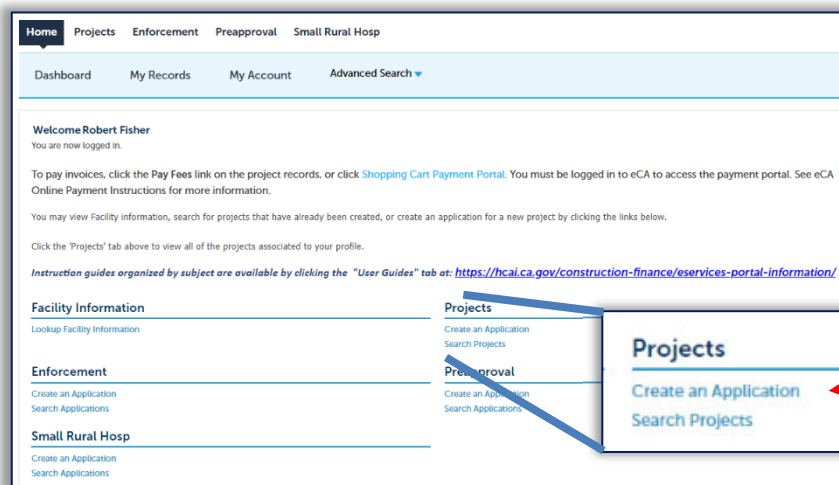 Home Projects Enforcement Preapproval Small Rural Hosp
Dashboard My Records My Account Advanced Search
Welcome Robert Fisher
You are now logged in.
To pay invoices, click the Pay Fees link on the project records, or click Shopping Cart Payment Portal. You must be logged in to eCA to access the payment portal. See eCA
Online Payment Instructions for more information.
You may view Facility information, search for projects that have already been created, or create an application for a new project by clicking the links below.
Click the 'Projects' tab above to view all of the projects associated to your profile.
Instruction guides organized by subject are available by clicking the "User Guides" tab at: https://hcai.ca.gov/construction-finance/eservices-portal-information/
Facility Information
Lookup Facility Information
Projects
Create an Application
Search Projects
Enforcement
Create an Application
Search Applications
Preapproval
Create an Application
Search Applications
Small Rural Hosp
Create an Application
Search Applications
Projects
Create an Application
Search Projects